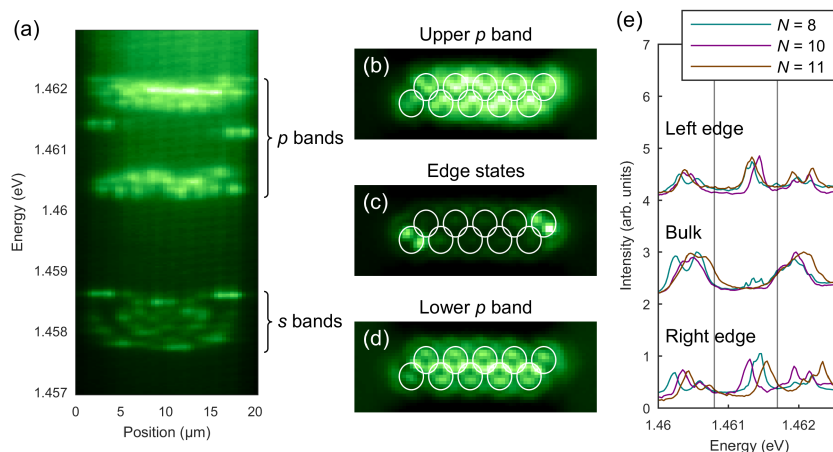 (a)
1.462
1.461
1.46
1.459
1.458
1.457
Energy (eV)
0 5 10 15 20
Position (µm)
p bands
s bands
Upper p band
(b)
Edge states
(c)
Lower p band
(d)
(e)
N = 8
N = 10
N = 11
7
6
5
4
3
2
1
0
Intensity (arb. units)
Left edge
Bulk
Right edge
1.46 1.461 1.462
Energy (eV)